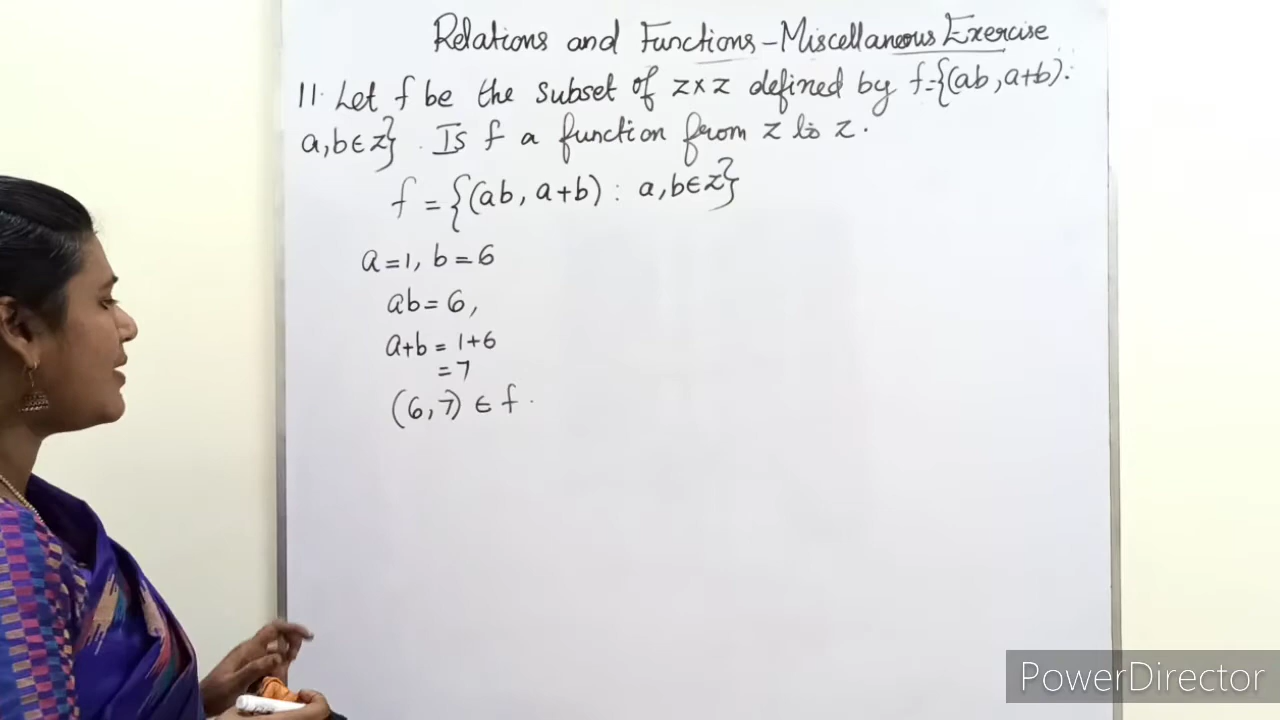 Relations and Functions - Miscellaneous Exercise
11. Let f be the subset of Z×Z defined by f={(ab, a+b):
a,b∈Z}. Is f a function from Z to Z.
f = {(ab, a+b) : a,b∈Z}
a=1, b=6
ab=6,
a+b = 1+6
=7
(6,7) ∈ f.
PowerDirector